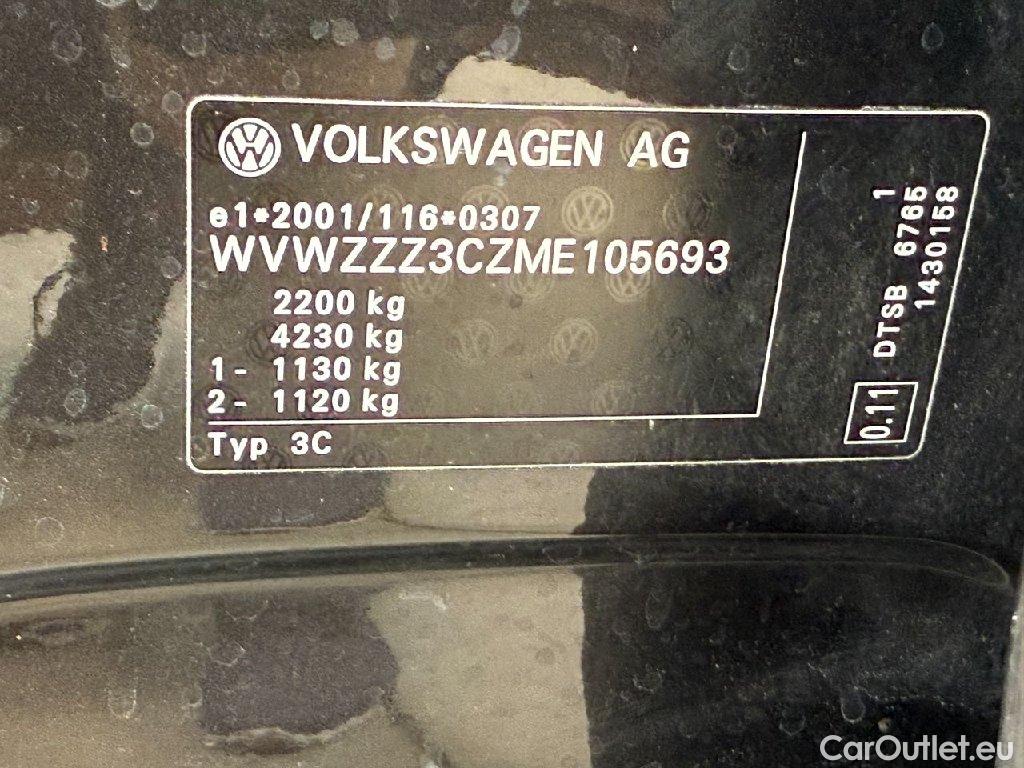 VOLKSWAGEN AG
e1*2001/116*0307
WVWZZZ3CZME105693
2200 kg
4230 kg
1- 1130 kg
2- 1120 kg
Typ 3C
0.11
DTSB 6765 1
1430158
CarOutlet.eu